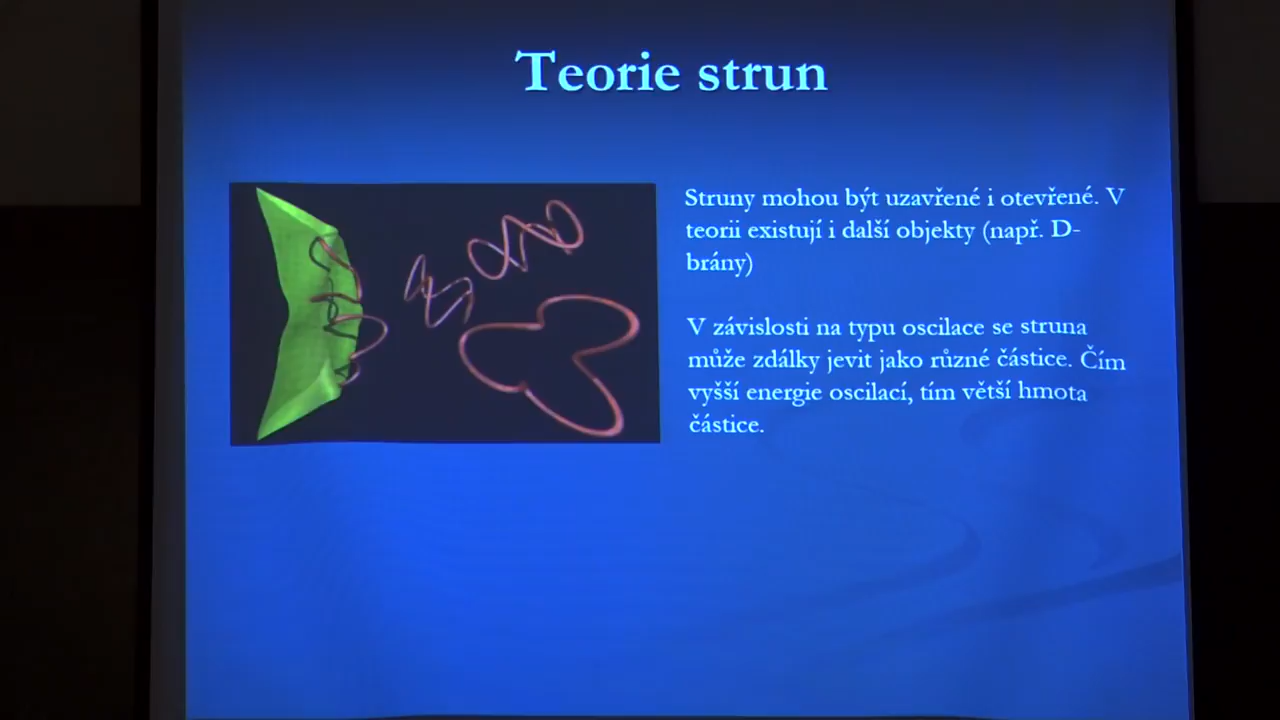 Teorie strun
Struny mohou být uzavřené i otevřené. V
teorii existují i další objekty (např. D-
brány)
V závislosti na typu oscilace se struna
může zdálky jevit jako různé částice. Čím
vyšší energie oscilací, tím větší hmota
částice.